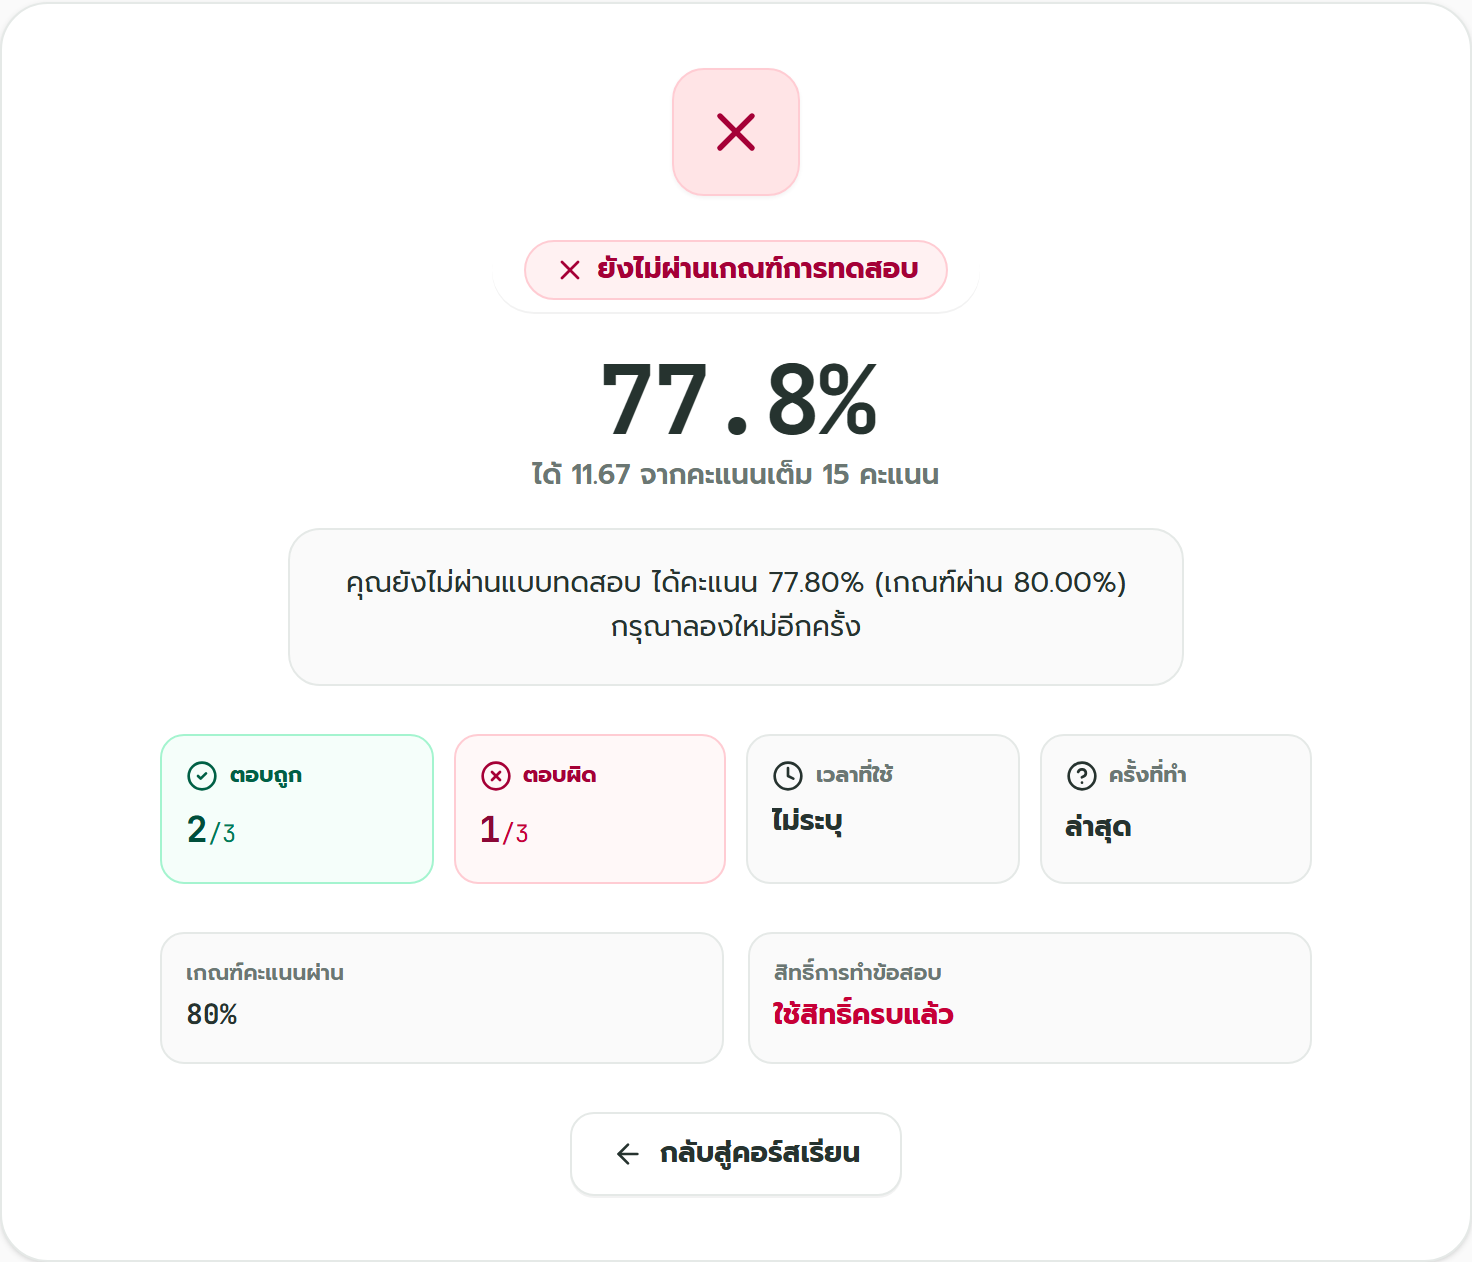 ยังไม่ผ่านเกณฑ์การทดสอบ
77.8%
ได้ 11.67 จากคะแนนเต็ม 15 คะแนน
คุณยังไม่ผ่านแบบทดสอบ ได้คะแนน 77.80% (เกณฑ์ผ่าน 80.00%)
กรุณาลองใหม่อีกครั้ง
ตอบถูก
2/3
ตอบผิด
1/3
เวลาที่ใช้
ไม่ระบุ
ครั้งที่ทำ
ล่าสุด
เกณฑ์คะแนนผ่าน
80%
สิทธิ์การทำข้อสอบ
ใช้สิทธิ์ครบแล้ว
กลับสู่คอร์สเรียน